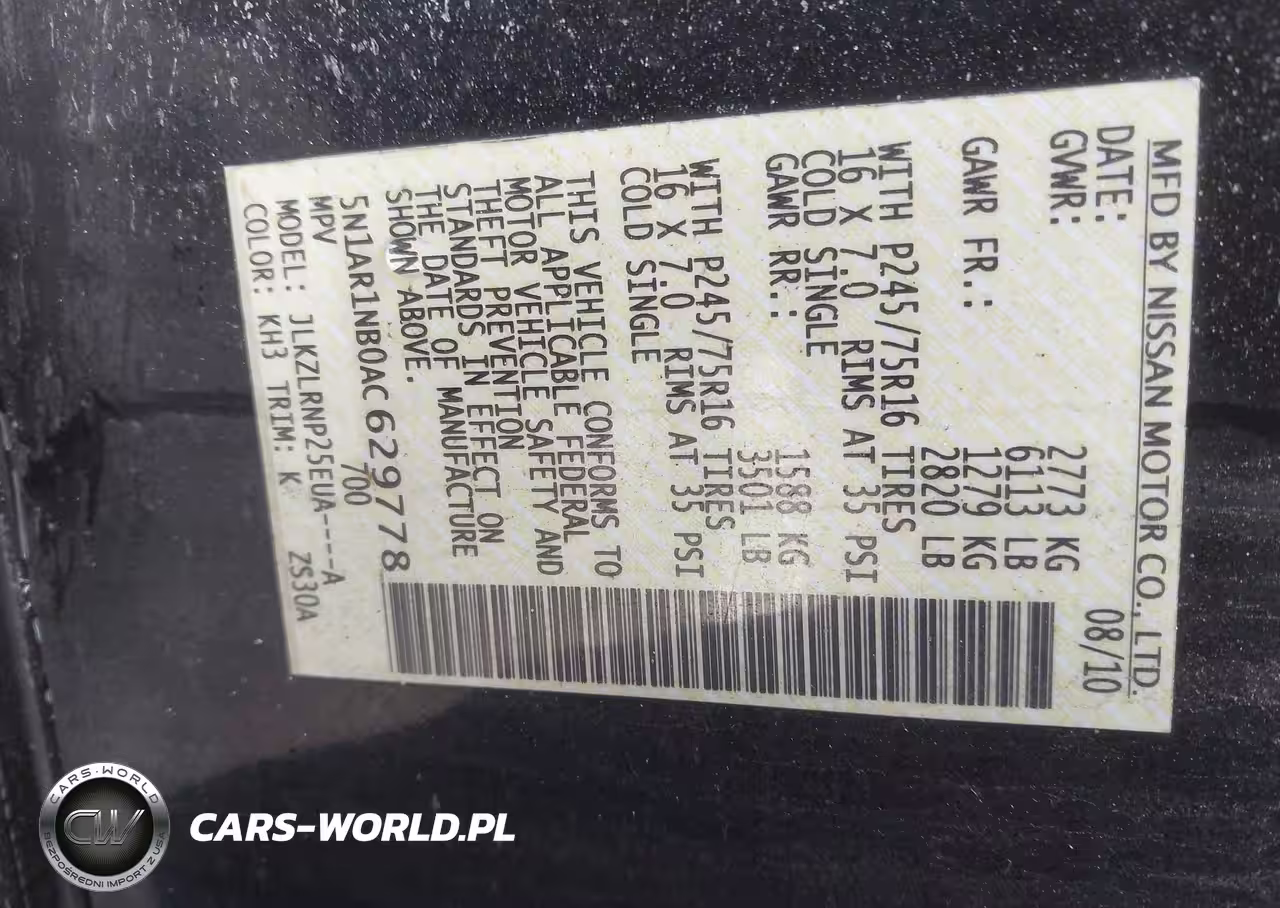 MFD BY NISSAN MOTOR CO., LTD.
DATE: 08/10
GVWR: 2773 KG
6113 LB
GAWR FR.: 1279 KG
2820 LB
WITH P245/75R16 TIRES
16 X 7.0 RIMS AT 35 PSI
COLD SINGLE
GAWR RR.: 1588 KG
3501 LB
WITH P245/75R16 TIRES
16 X 7.0 RIMS AT 35 PSI
COLD SINGLE
THIS VEHICLE CONFORMS TO
ALL APPLICABLE FEDERAL
MOTOR VEHICLE SAFETY AND
THEFT PREVENTION
STANDARDS IN EFFECT ON
THE DATE OF MANUFACTURE
SHOWN ABOVE.
5N1AR1NB0AC629778
MPV 700
MODEL: JLKZLRNP25EUA----A
COLOR: KH3 TRIM: K ZS30A
CARS-WORLD
CW
BEZPOŚREDNI IMPORT Z USA
CARS-WORLD.PL